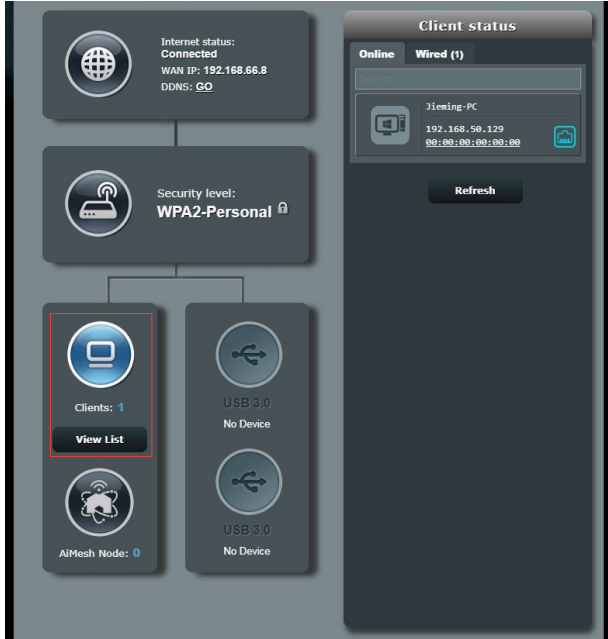 Internet status:
Connected
WAN IP: 192.168.66.8
DDNS: GO
Security level:
WPA2-Personal
Clients: 1
View List
AiMesh Node: 0
USB 3.0
No Device
USB 3.0
No Device
Client status
Online Wired (1)
Search
Jieming-PC
192.168.50.129
00:00:00:00:00:00
Refresh